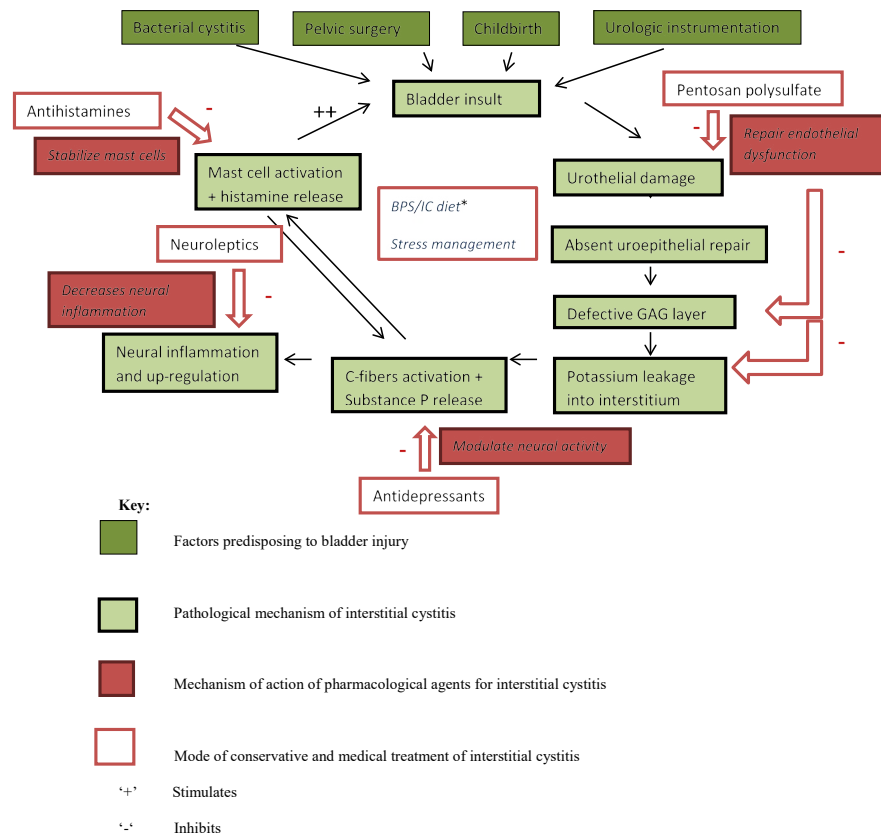 Bacterial cystitis
Pelvic surgery
Childbirth
Urologic instrumentation
Bladder insult
++
Antihistamines
-
Stabilize mast cells
Mast cell activation
+ histamine release
Pentosan polysulfate
-
Repair endothelial
dysfunction
Urothelial damage
BPS/IC diet*
Stress management
Absent uroepithelial repair
-
Neuroleptics
Decreases neural
inflammation
-
Defective GAG layer
-
Neural inflammation
and up-regulation
C-fibers activation +
Substance P release
Potassium leakage
into interstitium
-
Modulate neural activity
Antidepressants
Key:
Factors predisposing to bladder injury
Pathological mechanism of interstitial cystitis
Mechanism of action of pharmacological agents for interstitial cystitis
Mode of conservative and medical treatment of interstitial cystitis
‘+’ Stimulates
‘-‘ Inhibits